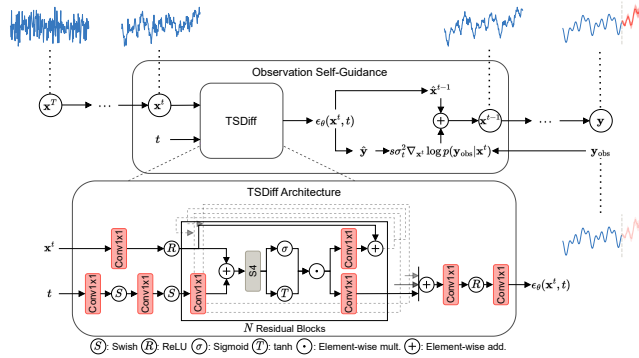 Observation Self-Guidance
x^T ... x^t
TSDiff
t
ϵ_θ(x^t, t)
x̂^{t−1}
+
x^{t−1} ... y
ŷ
sσ_t^2∇_{x^t} log p(y_obs|x^t)
y_obs
TSDiff Architecture
x^t
Conv1x1
R
t
Conv1x1
S
Conv1x1
S
Conv1x1
+
S4
σ
T
Conv1x1
+
Conv1x1
+
Conv1x1
R
Conv1x1
ϵ_θ(x^t, t)
N Residual Blocks
S: Swish R: ReLU σ: Sigmoid T: tanh ⊙: Element-wise mult. +: Element-wise add.